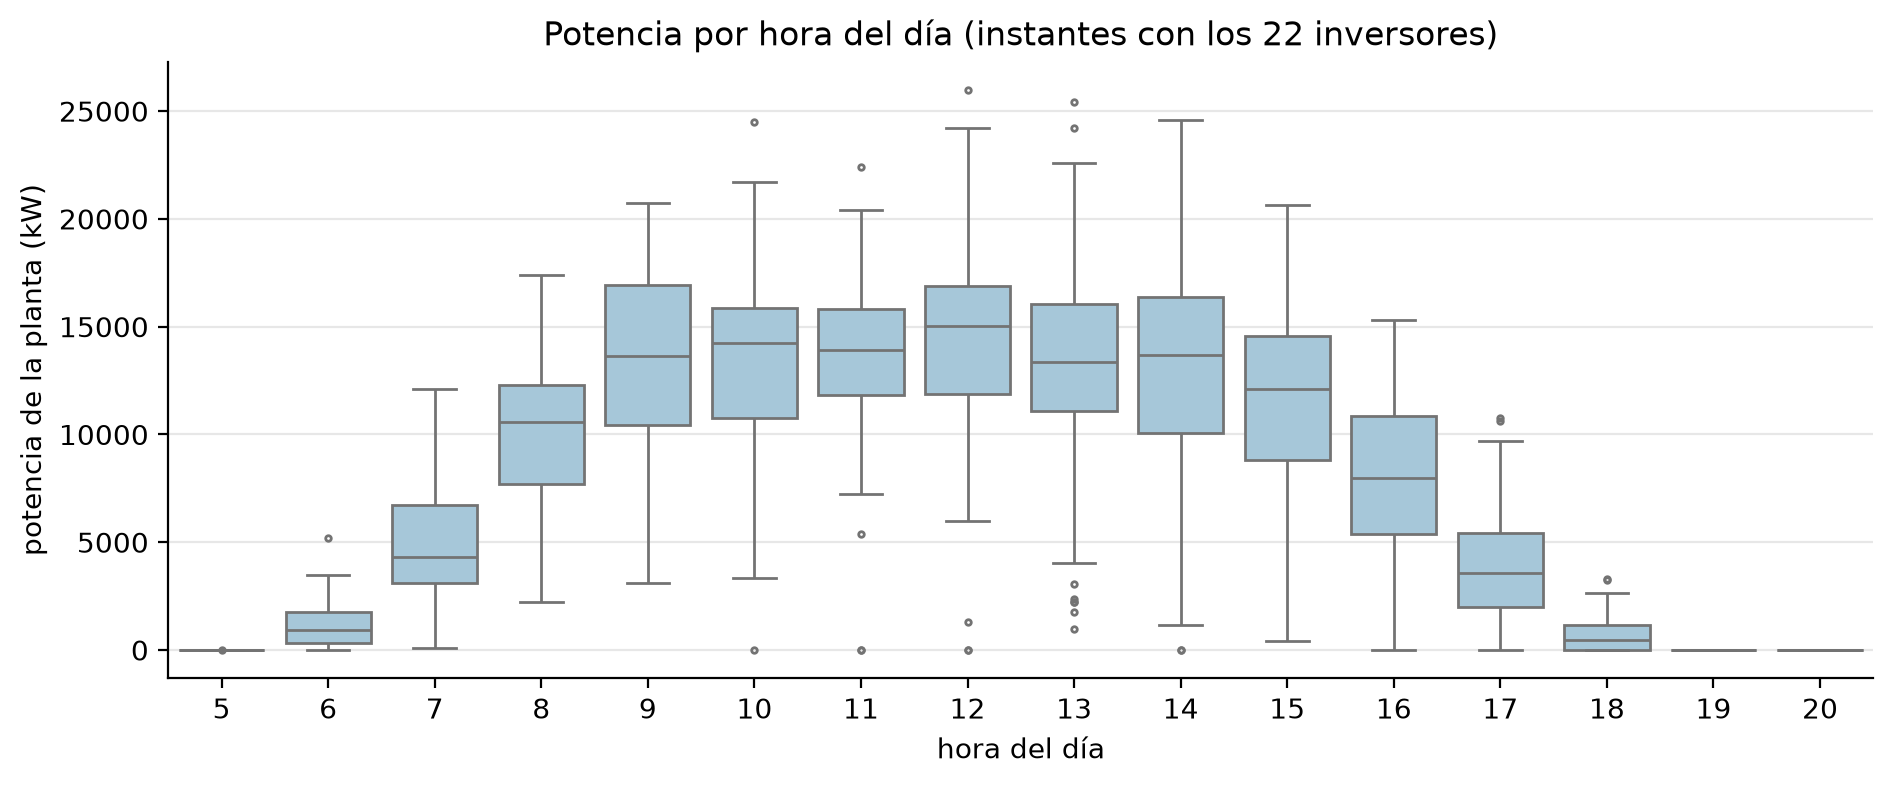 Potencia por hora del día (instantes con los 22 inversores)
potencia de la planta (kW)
25000
20000
15000
10000
5000
0
5 6 7 8 9 10 11 12 13 14 15 16 17 18 19 20
hora del día